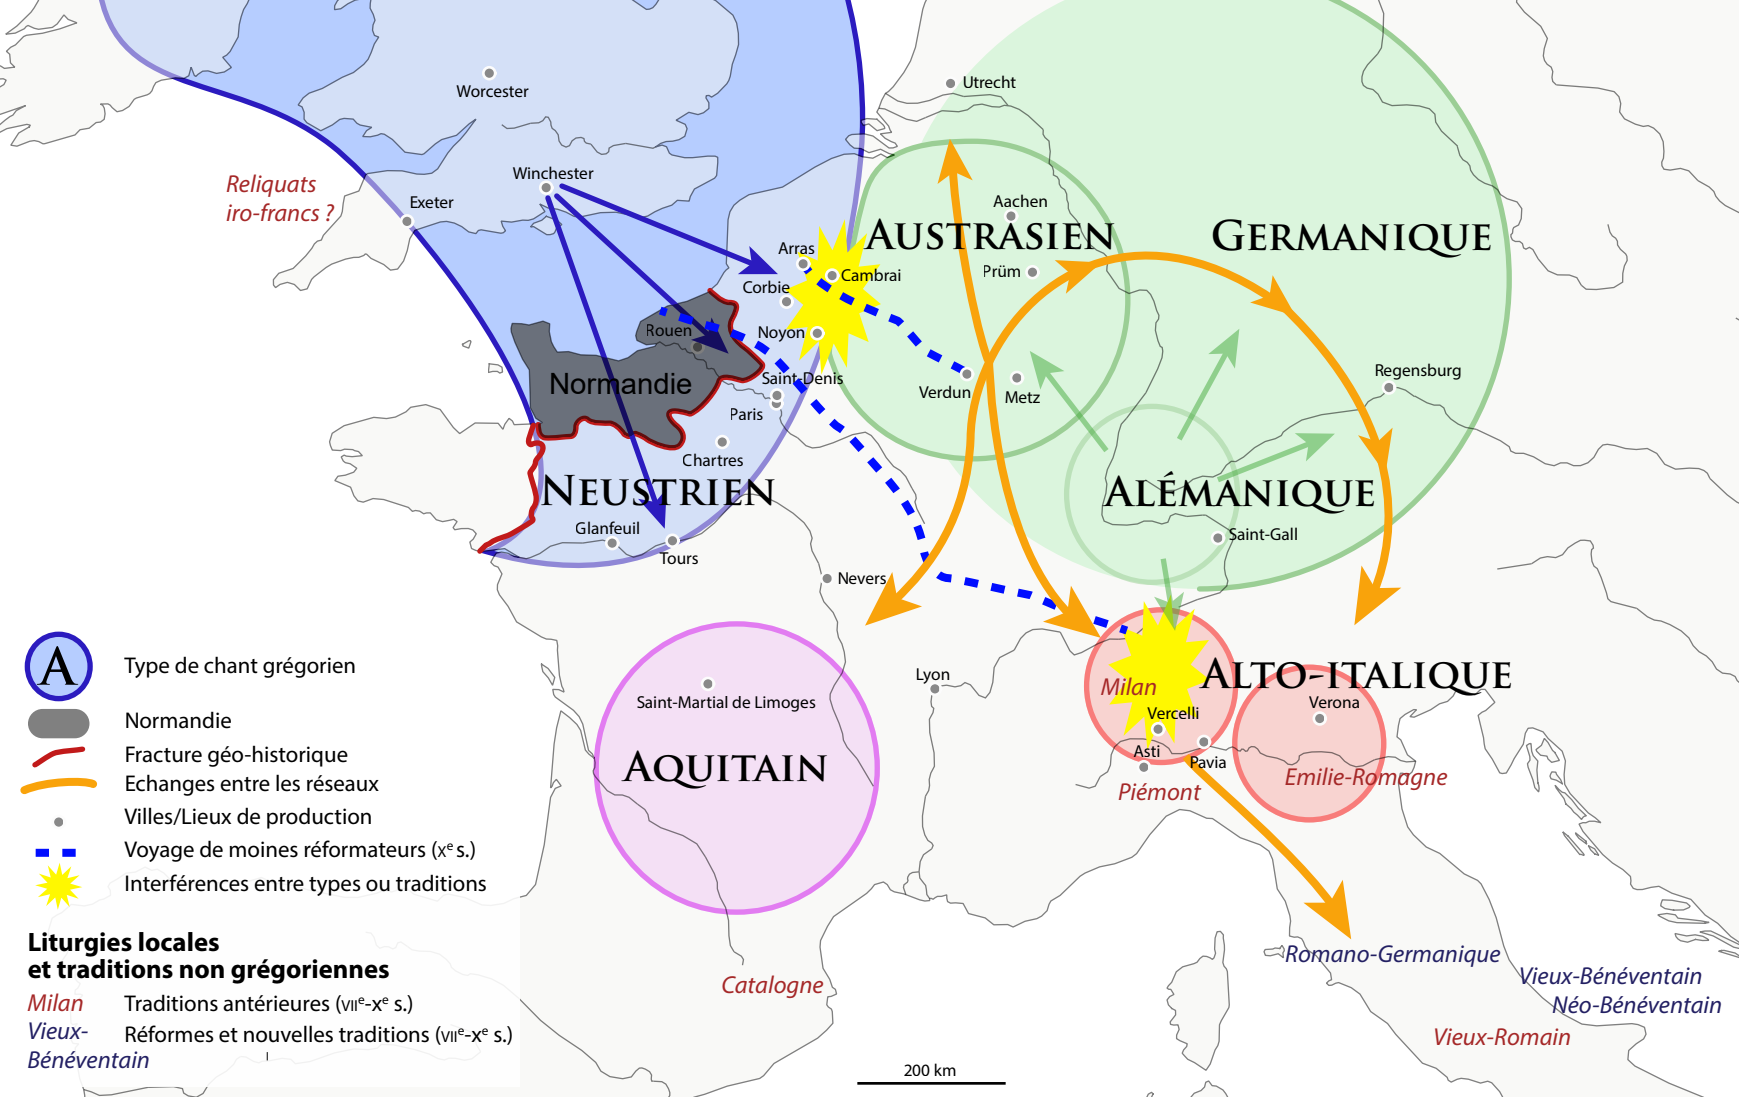 Utrecht
Worcester
Winchester
Reliquats
iro-francs ?
Exeter
Aachen
AUSTRASIEN
GERMANIQUE
Arras
Cambrai
Prüm
Corbie
Rouen
Noyon
Normandie
Saint-Denis
Paris
Verdun
Metz
Regensburg
Chartres
NEUSTRIEN
ALÉMANIQUE
Glanfeuil
Tours
Saint-Gall
Nevers
Lyon
Saint-Martial de Limoges
AQUITAIN
ALTO-ITALIQUE
Milan
Vercelli
Verona
Asti
Pavia
Piémont
Emilie-Romagne
Catalogne
Romano-Germanique
Vieux-Bénéventain
Néo-Bénéventain
Vieux-Romain
A Type de chant grégorien
Normandie
Fracture géo-historique
Echanges entre les réseaux
Villes/Lieux de production
Voyage de moines réformateurs (Xe s.)
Interférences entre types ou traditions
Liturgies locales
et traditions non grégoriennes
Milan Traditions antérieures (VIIe-Xe s.)
Vieux- Réformes et nouvelles traditions (VIIe-Xe s.)
Bénéventain
200 km